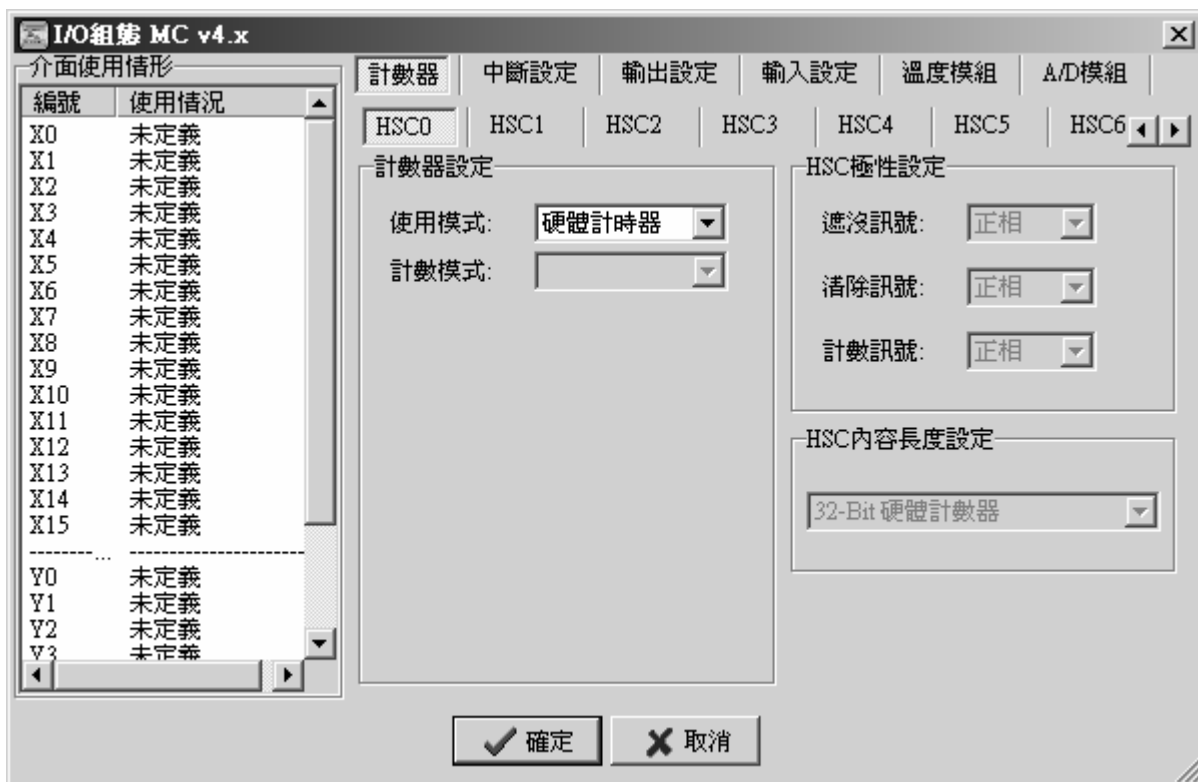 I/O組態 MC v4.x
介面使用情形
編號 使用情況
X0 未定義
X1 未定義
X2 未定義
X3 未定義
X4 未定義
X5 未定義
X6 未定義
X7 未定義
X8 未定義
X9 未定義
X10 未定義
X11 未定義
X12 未定義
X13 未定義
X14 未定義
X15 未定義
--------... ----------------------
Y0 未定義
Y1 未定義
Y2 未定義
Y3 未定義
計數器 中斷設定 輸出設定 輸入設定 溫度模組 A/D模組
HSC0 HSC1 HSC2 HSC3 HSC4 HSC5 HSC6
計數器設定
使用模式: 硬體計時器
計數模式:
HSC極性設定
遮沒訊號: 正相
清除訊號: 正相
計數訊號: 正相
HSC內容長度設定
32-Bit 硬體計數器
確定 取消